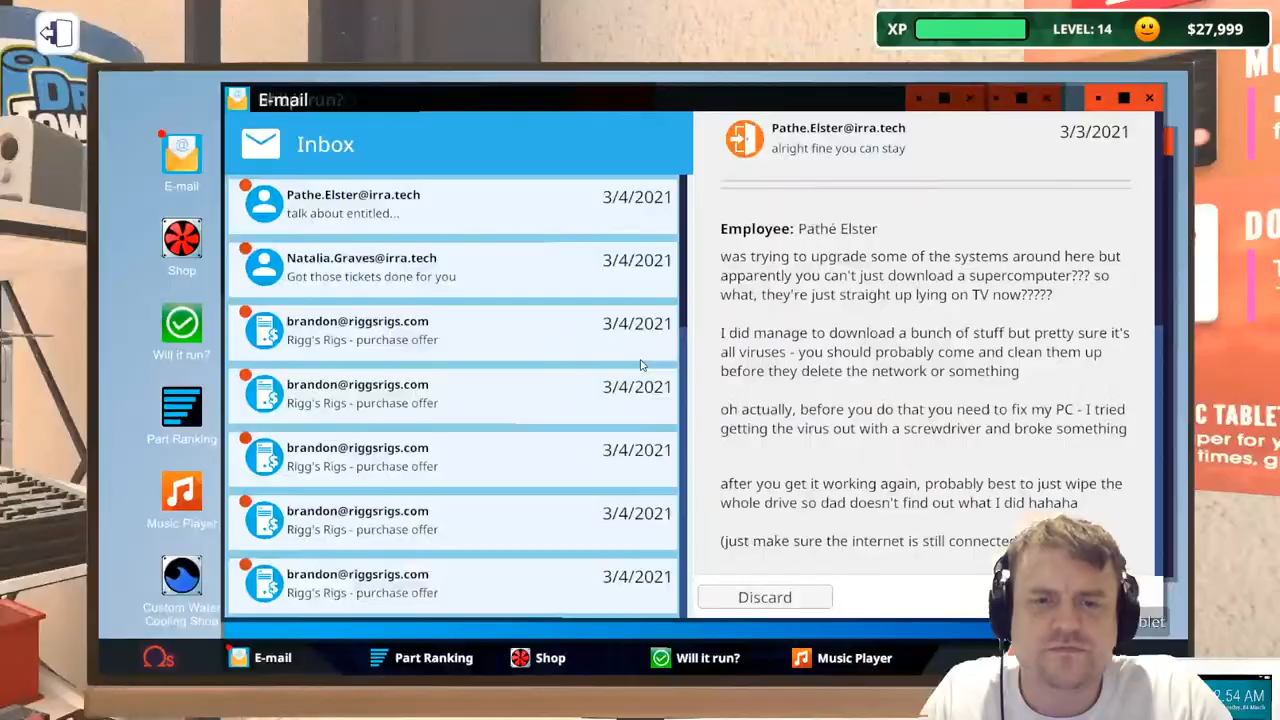 XP
LEVEL: 14
$27,999
E-mail
Inbox
Pathe.Elster@irra.tech
talk about entitled...
3/4/2021
Natalia.Graves@irra.tech
Got those tickets done for you
3/4/2021
brandon@riggsrigs.com
Rigg's Rigs - purchase offer
3/4/2021
brandon@riggsrigs.com
Rigg's Rigs - purchase offer
3/4/2021
brandon@riggsrigs.com
Rigg's Rigs - purchase offer
3/4/2021
brandon@riggsrigs.com
Rigg's Rigs - purchase offer
3/4/2021
brandon@riggsrigs.com
Rigg's Rigs - purchase offer
3/4/2021
Pathe.Elster@irra.tech
alright fine you can stay
3/3/2021
Employee: Pathé Elster
was trying to upgrade some of the systems around here but
apparently you can't just download a supercomputer??? so
what, they're just straight up lying on TV now?????
I did manage to download a bunch of stuff but pretty sure it's
all viruses - you should probably come and clean them up
before they delete the network or something
oh actually, before you do that you need to fix my PC - I tried
getting the virus out with a screwdriver and broke something
after you get it working again, probably best to just wipe the
whole drive so dad doesn't find out what I did hahaha
(just make sure the internet is still connected
Discard
E-mail
Shop
Will it run?
Part Ranking
Music Player
Custom Water
Cooling Shop
Os
E-mail
Part Ranking
Shop
Will it run?
Music Player
C TABLET
per for y
times, g
2:54 AM